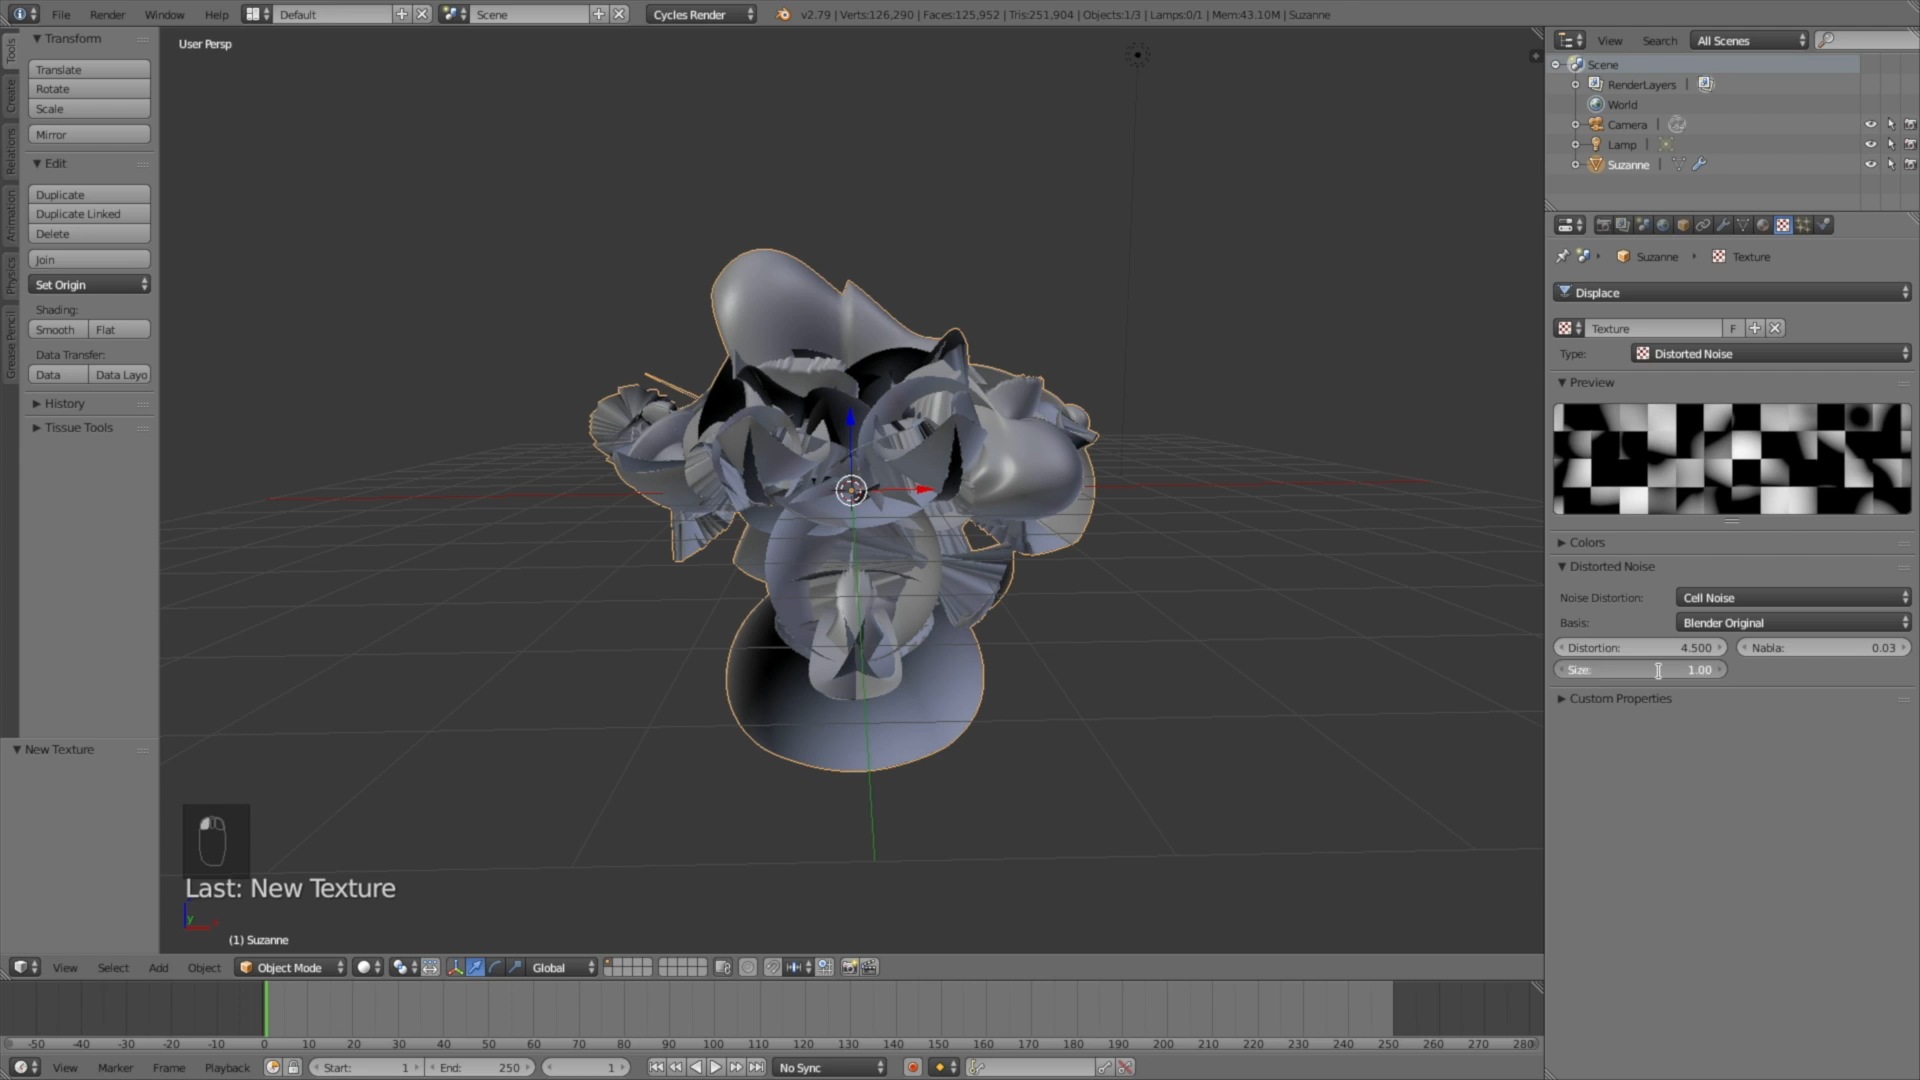 File Render Window Help Default Scene Cycles Render v2.79 | Verts:126,290 | Faces:125,952 | Tris:251,904 | Objects:1/3 | Lamps:0/1 | Mem:43.10M | Suzanne
Tools
Create
Relations
Animation
Physics
Grease Pencil
Transform
Translate
Rotate
Scale
Mirror
Edit
Duplicate
Duplicate Linked
Delete
Join
Set Origin
Shading:
Smooth Flat
Data Transfer:
Data Data Layo
History
Tissue Tools
New Texture
User Persp
Last: New Texture
y
(1) Suzanne
View Search All Scenes
Scene
RenderLayers |
World
Camera |
Lamp |
Suzanne |
Suzanne Texture
Displace
Texture F
Type: Distorted Noise
Preview
Colors
Distorted Noise
Noise Distortion: Cell Noise
Basis: Blender Original
Distortion: 4.500 Nabla: 0.03
Size: 1.00
Custom Properties
View Select Add Object Object Mode Global
-50 -40 -30 -20 -10 0 10 20 30 40 50 60 70 80 90 100 110 120 130 140 150 160 170 180 190 200 210 220 230 240 250 260 270 280
View Marker Frame Playback Start: 1 End: 250 1 No Sync